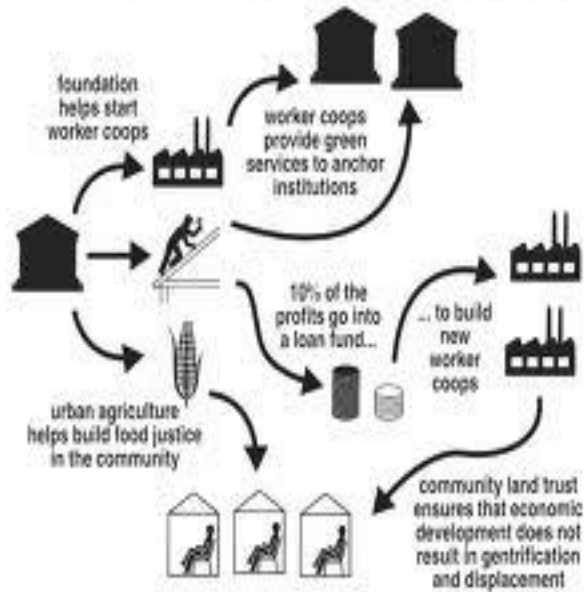 foundation
helps start
worker coops
worker coops
provide green
services to anchor
institutions
10% of the
profits go into
a loan fund...
... to build
new
worker
coops
urban agriculture
helps build food justice
in the community
community land trust
ensures that economic
development does not
result in gentrification
and displacement